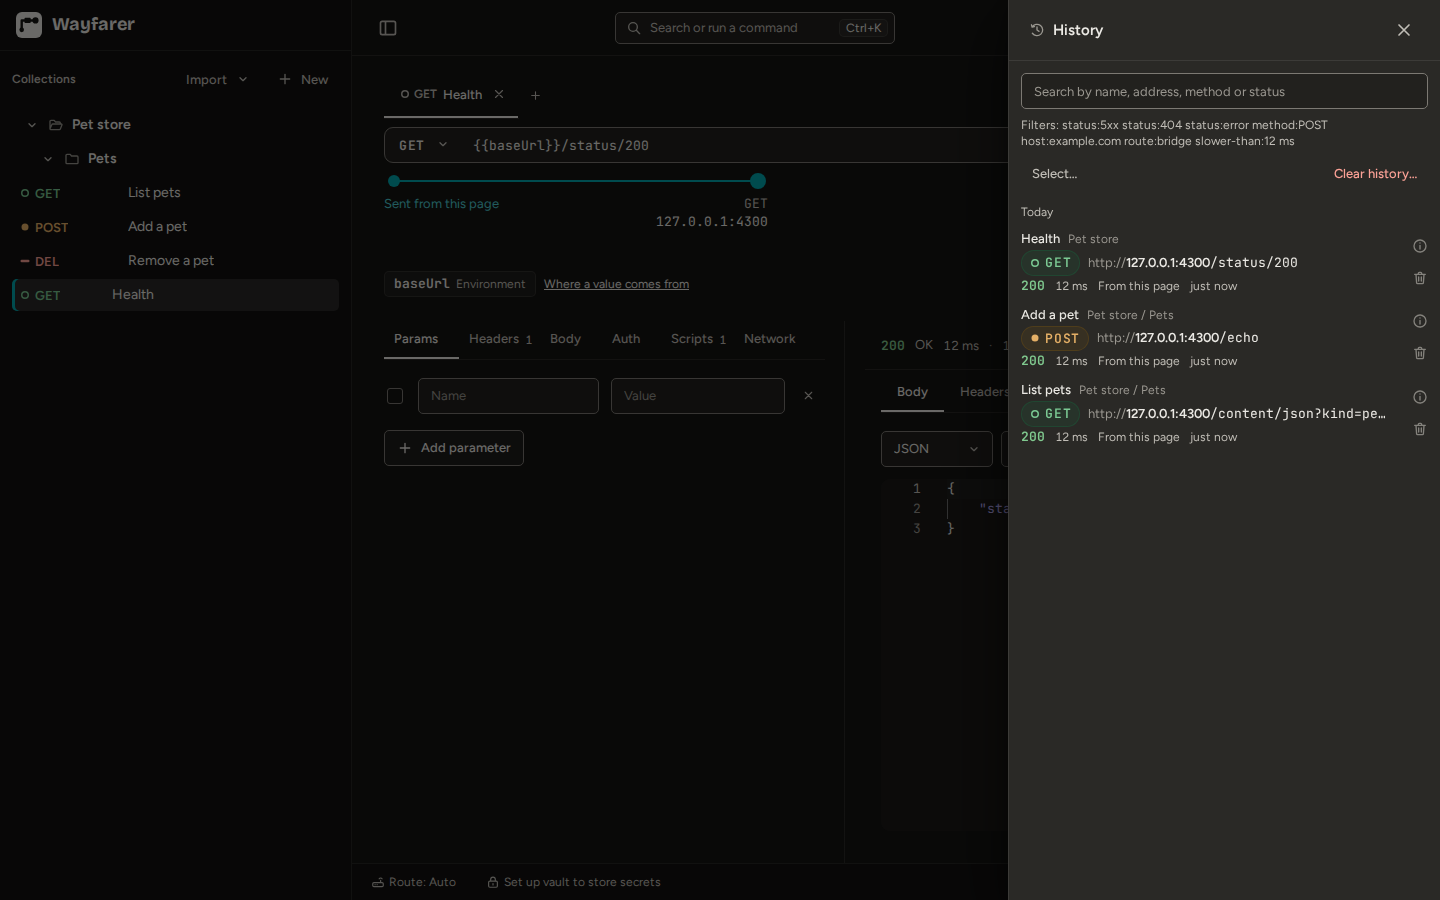 Wayfarer
Collections
Import
New
Pet store
Pets
GET List pets
POST Add a pet
DEL Remove a pet
GET Health
Search or run a command
Ctrl+K
GET Health
GET
{{baseUrl}}/status/200
Sent from this page
GET
127.0.0.1:4300
baseUrl Environment
Where a value comes from
Params
Headers 1
Body
Auth
Scripts 1
Network
Name
Value
Add parameter
200 OK 12 ms ·
Body
Headers
JSON
1 {
2 "sta
3 }
Route: Auto
Set up vault to store secrets
History
Search by name, address, method or status
Filters: status:5xx status:404 status:error method:POST
host:example.com route:bridge slower-than:12 ms
Select...
Clear history...
Today
Health Pet store
GET http://127.0.0.1:4300/status/200
200 12 ms From this page just now
Add a pet Pet store / Pets
POST http://127.0.0.1:4300/echo
200 12 ms From this page just now
List pets Pet store / Pets
GET http://127.0.0.1:4300/content/json?kind=pe…
200 12 ms From this page just now